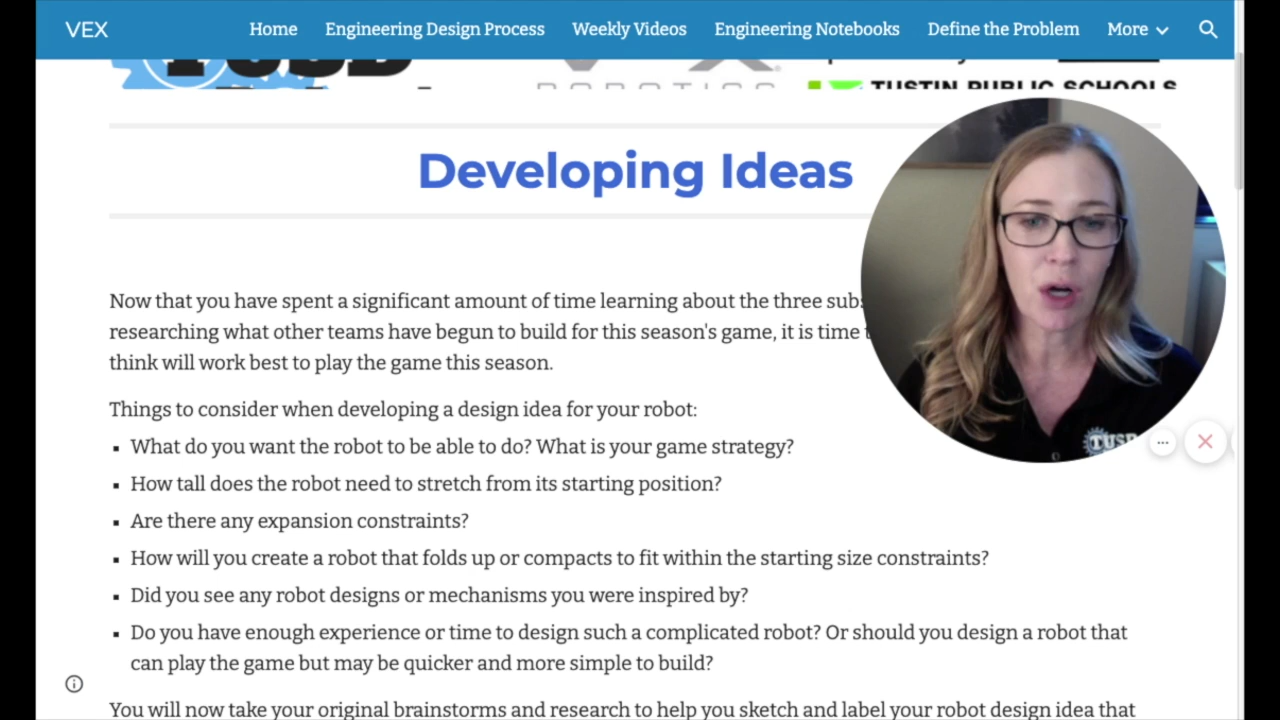 VEX Home Engineering Design Process Weekly Videos Engineering Notebooks Define the Problem More
TUSTIN PUBLIC SCHOOLS
Developing Ideas
Now that you have spent a significant amount of time learning about the three
researching what other teams have begun to build for this season's game, it is time
think will work best to play the game this season.
Things to consider when developing a design idea for your robot:
▪ What do you want the robot to be able to do? What is your game strategy?
▪ How tall does the robot need to stretch from its starting position?
▪ Are there any expansion constraints?
▪ How will you create a robot that folds up or compacts to fit within the starting size constraints?
▪ Did you see any robot designs or mechanisms you were inspired by?
▪ Do you have enough experience or time to design such a complicated robot? Or should you design a robot that
can play the game but may be quicker and more simple to build?
You will now take your original brainstorms and research to help you sketch and label your robot design idea that
TUSD